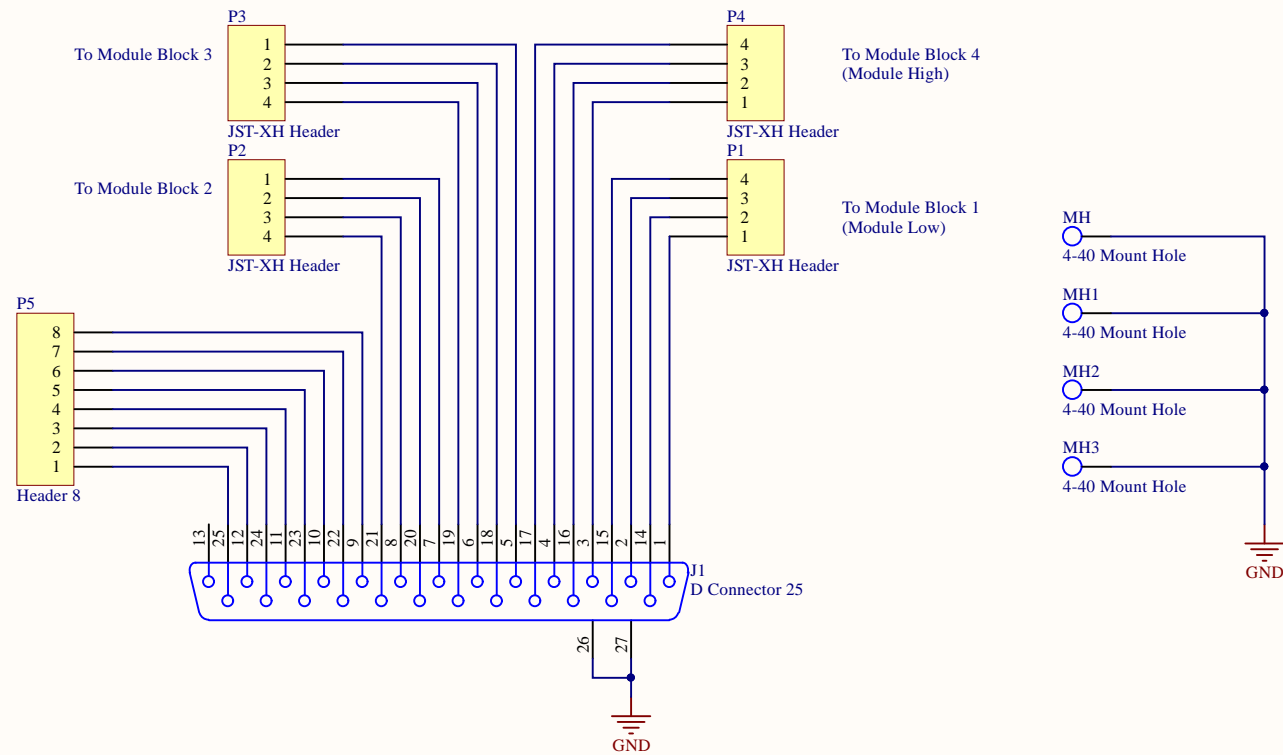 P3
1
2
3
4
JST-XH Header
To Module Block 3
P2
1
2
3
4
JST-XH Header
To Module Block 2
P4
4
3
2
1
JST-XH Header
To Module Block 4
(Module High)
P1
4
3
2
1
JST-XH Header
To Module Block 1
(Module Low)
P5
8
7
6
5
4
3
2
1
Header 8
13
25
12
24
11
23
10
22
9
21
8
20
7
19
6
18
5
17
4
16
3
15
2
14
1
J1
D Connector 25
26
27
GND
MH
4-40 Mount Hole
MH1
4-40 Mount Hole
MH2
4-40 Mount Hole
MH3
4-40 Mount Hole
GND